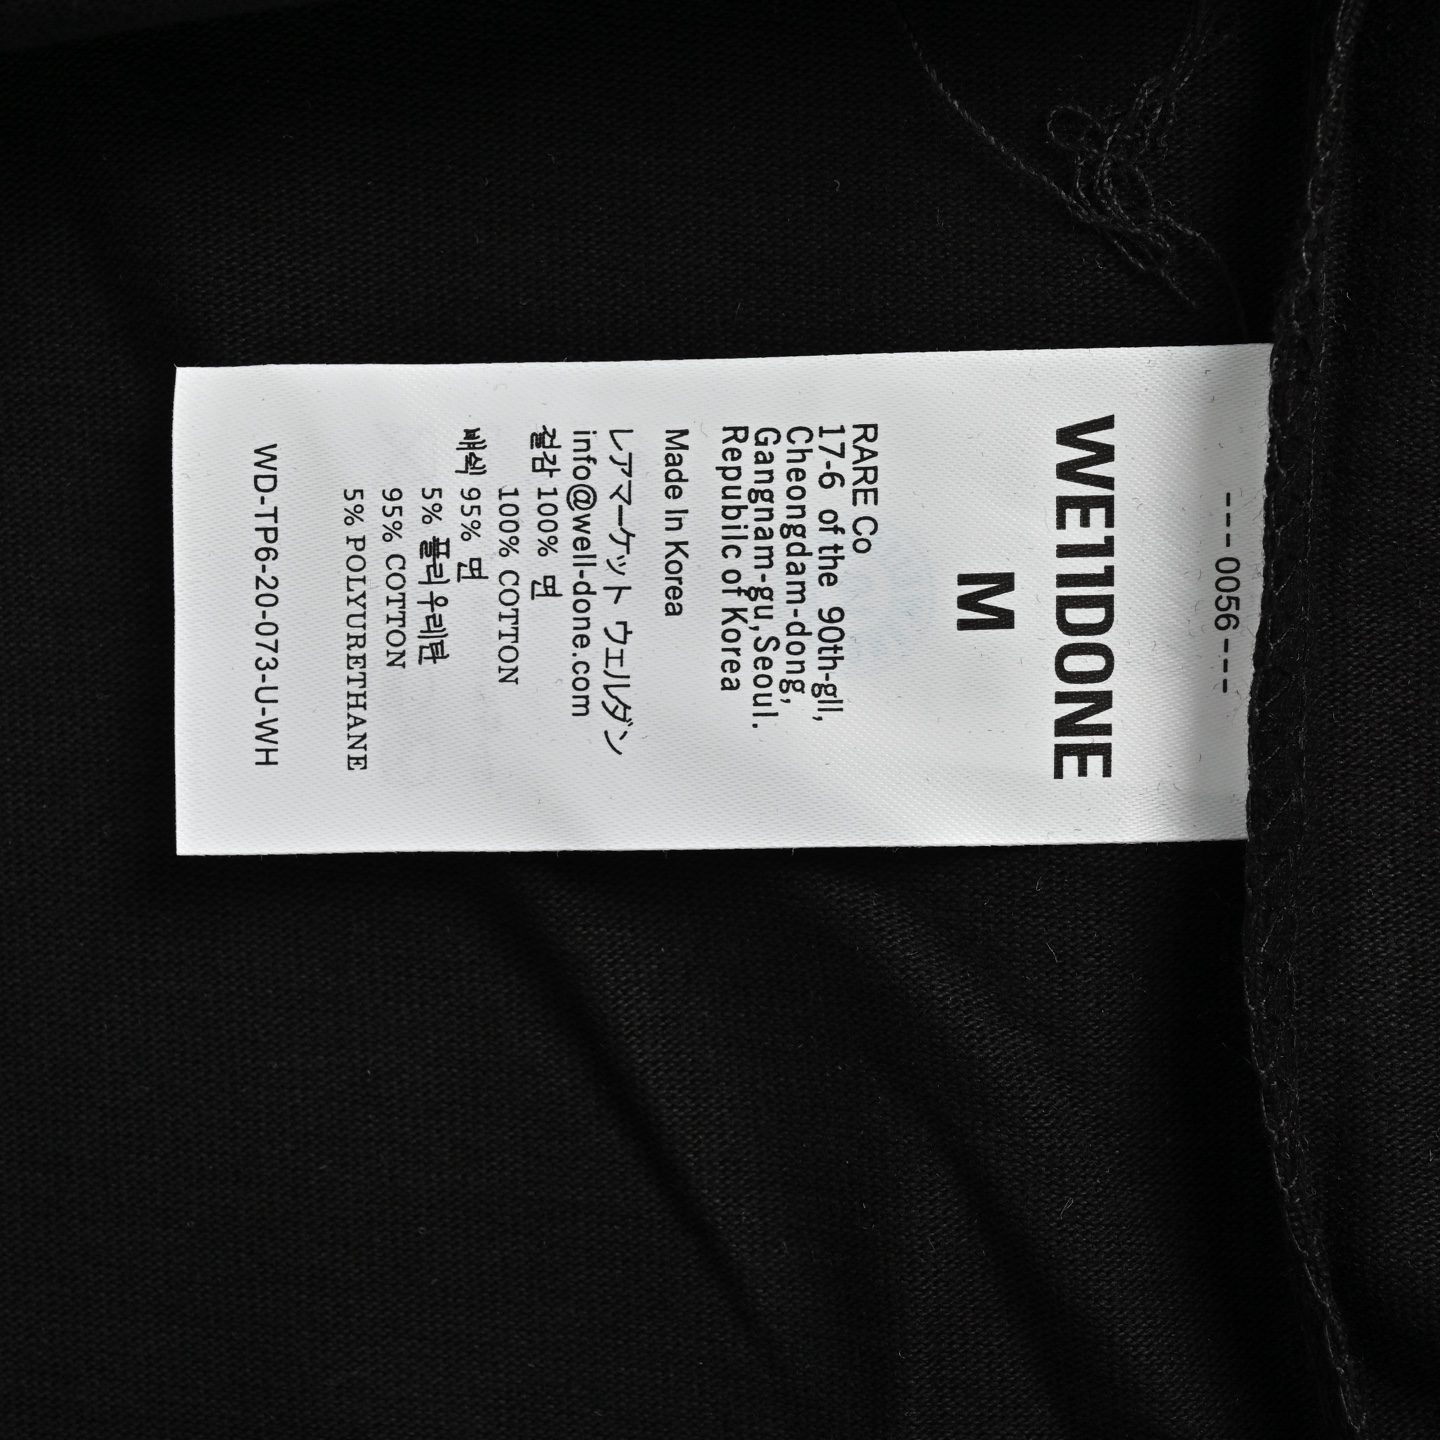 ---0056---
WE11DONE
M
RARE Co
17-6 of the 90th-gil,
Cheongdam-dong,
Gangnam-gu,Seoul.
Republic of Korea
Made In Korea
レアマーケット ウェルダン
info@well-done.com
겉감 100% 면
100% COTTON
배색 95% 면
5% 폴리우레탄
95% COTTON
5% POLYURETHANE
WD-TP6-20-073-U-WH